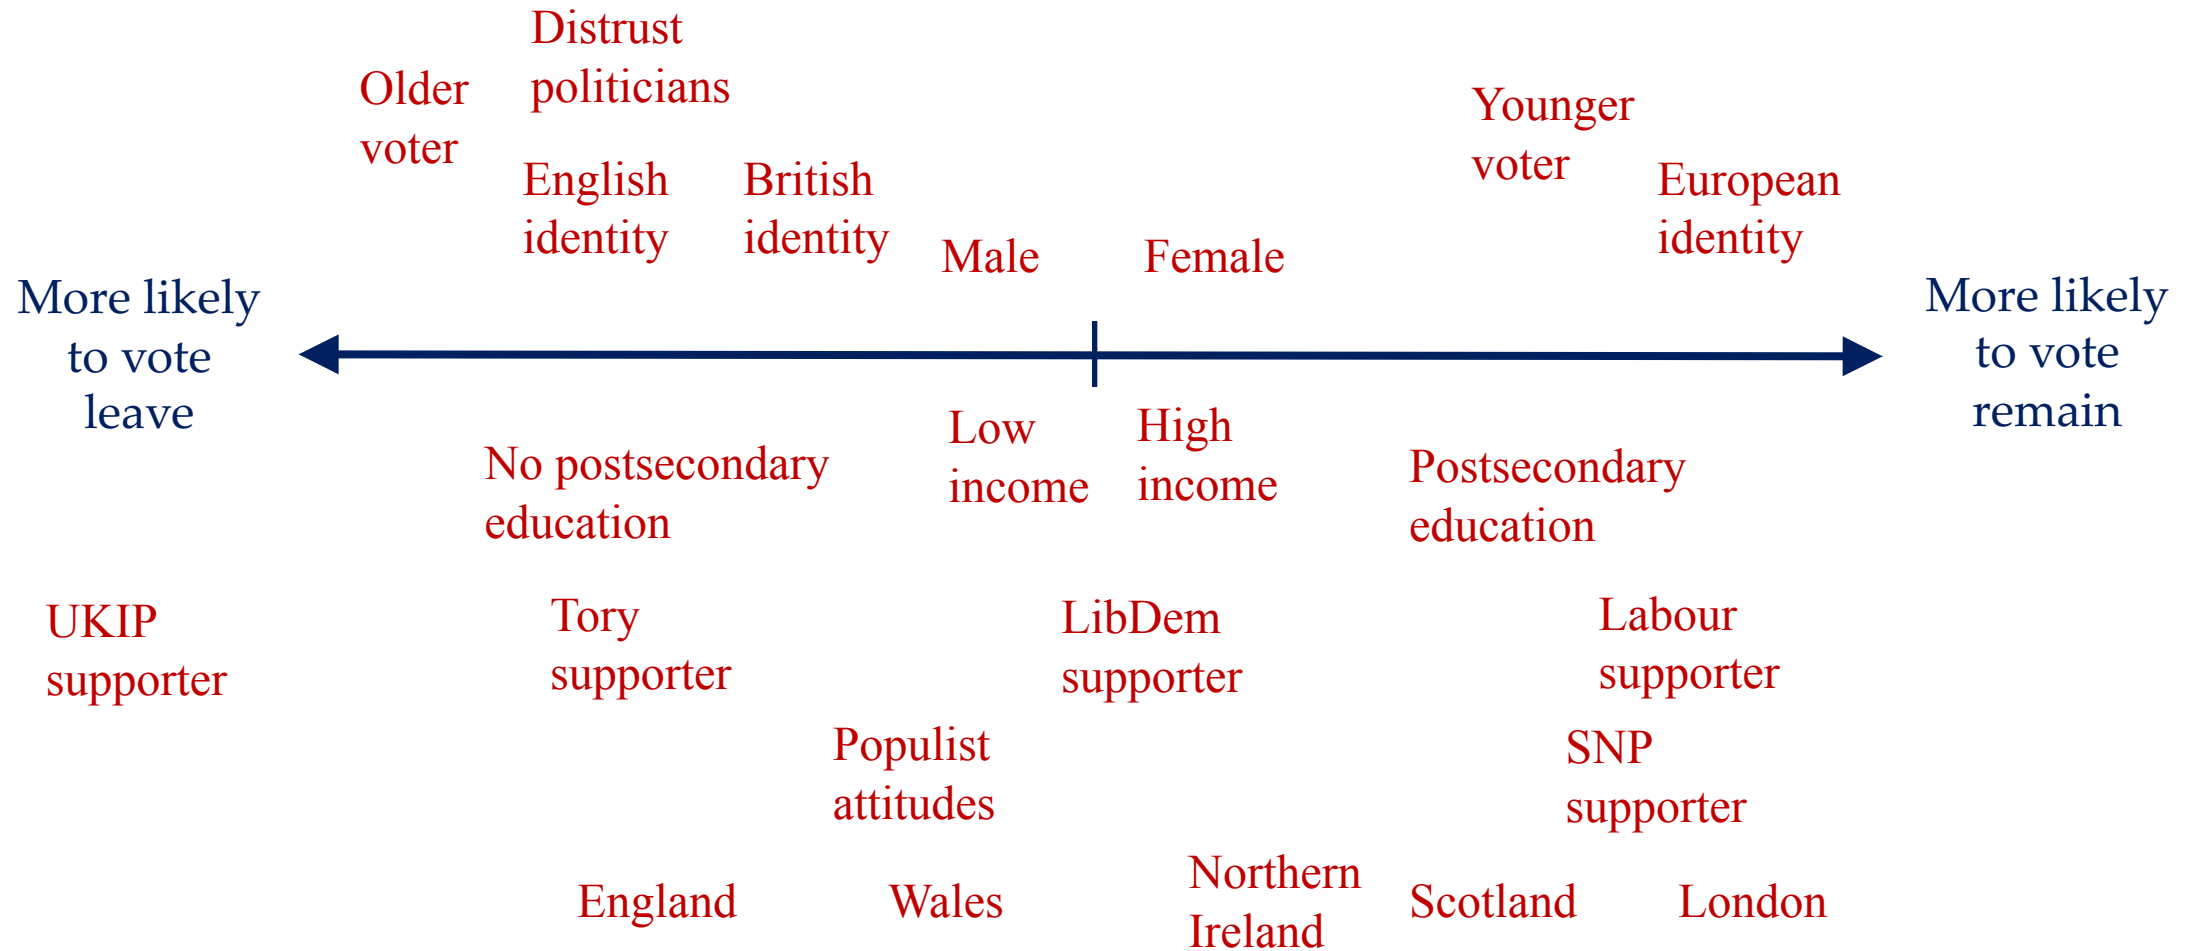 Distrust
politicians
Older
voter
Younger
voter
English
identity
British
identity
European
identity
Male
Female
More likely
to vote
leave
More likely
to vote
remain
Low
income
High
income
No postsecondary
education
Postsecondary
education
UKIP
supporter
Tory
supporter
LibDem
supporter
Labour
supporter
Populist
attitudes
SNP
supporter
England
Wales
Northern
Ireland
Scotland
London